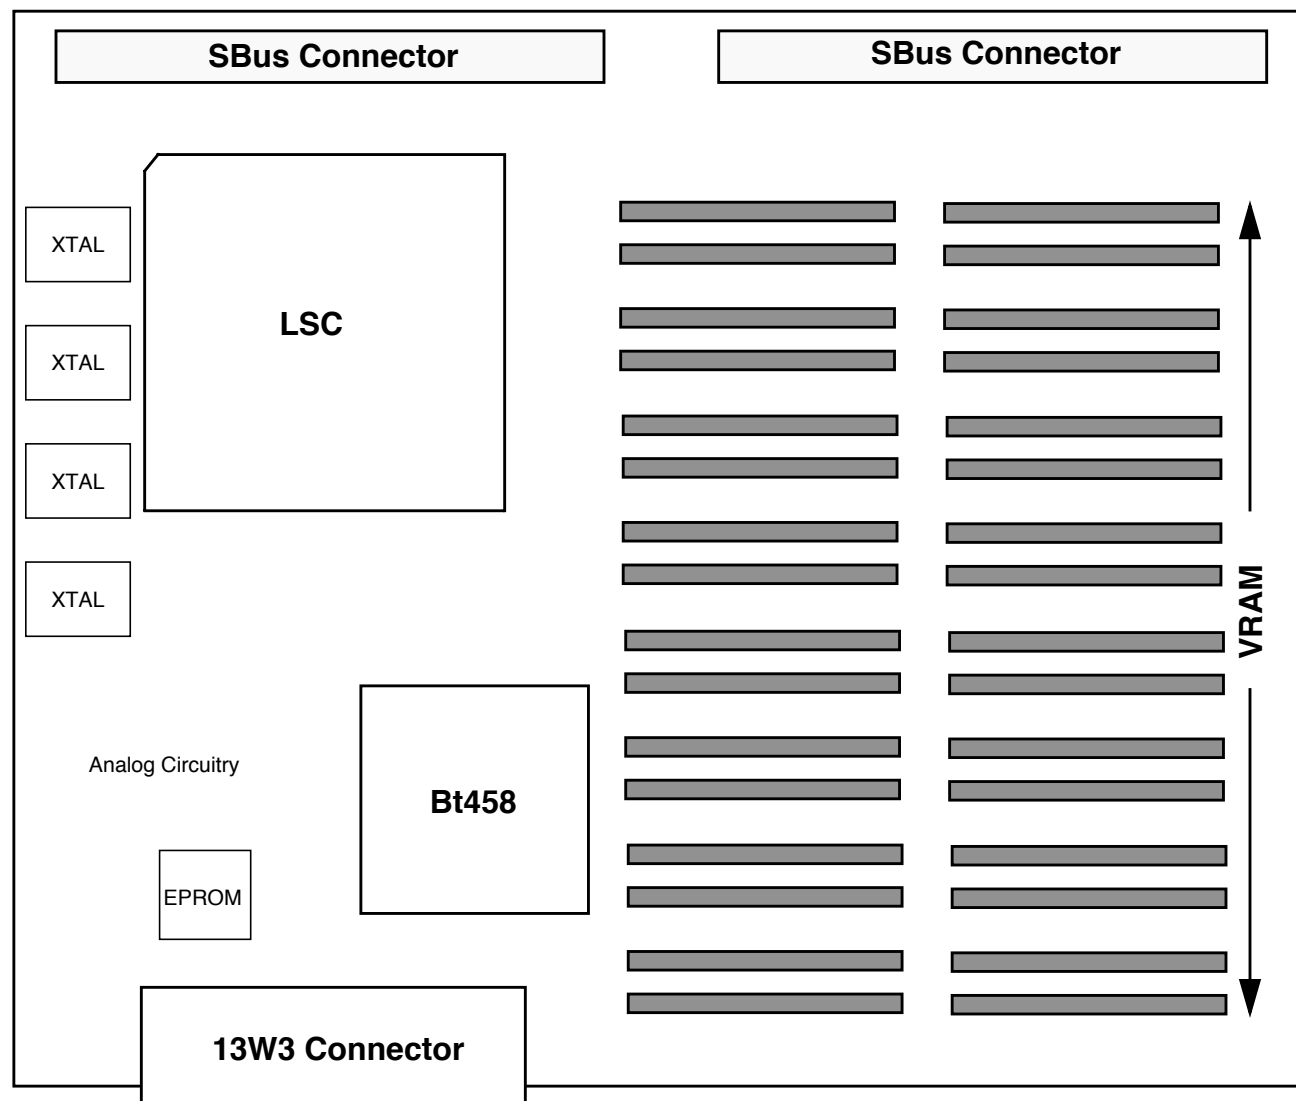 SBus Connector
SBus Connector
XTAL
LSC
XTAL
XTAL
XTAL
VRAM
Analog Circuitry
Bt458
EPROM
13W3 Connector